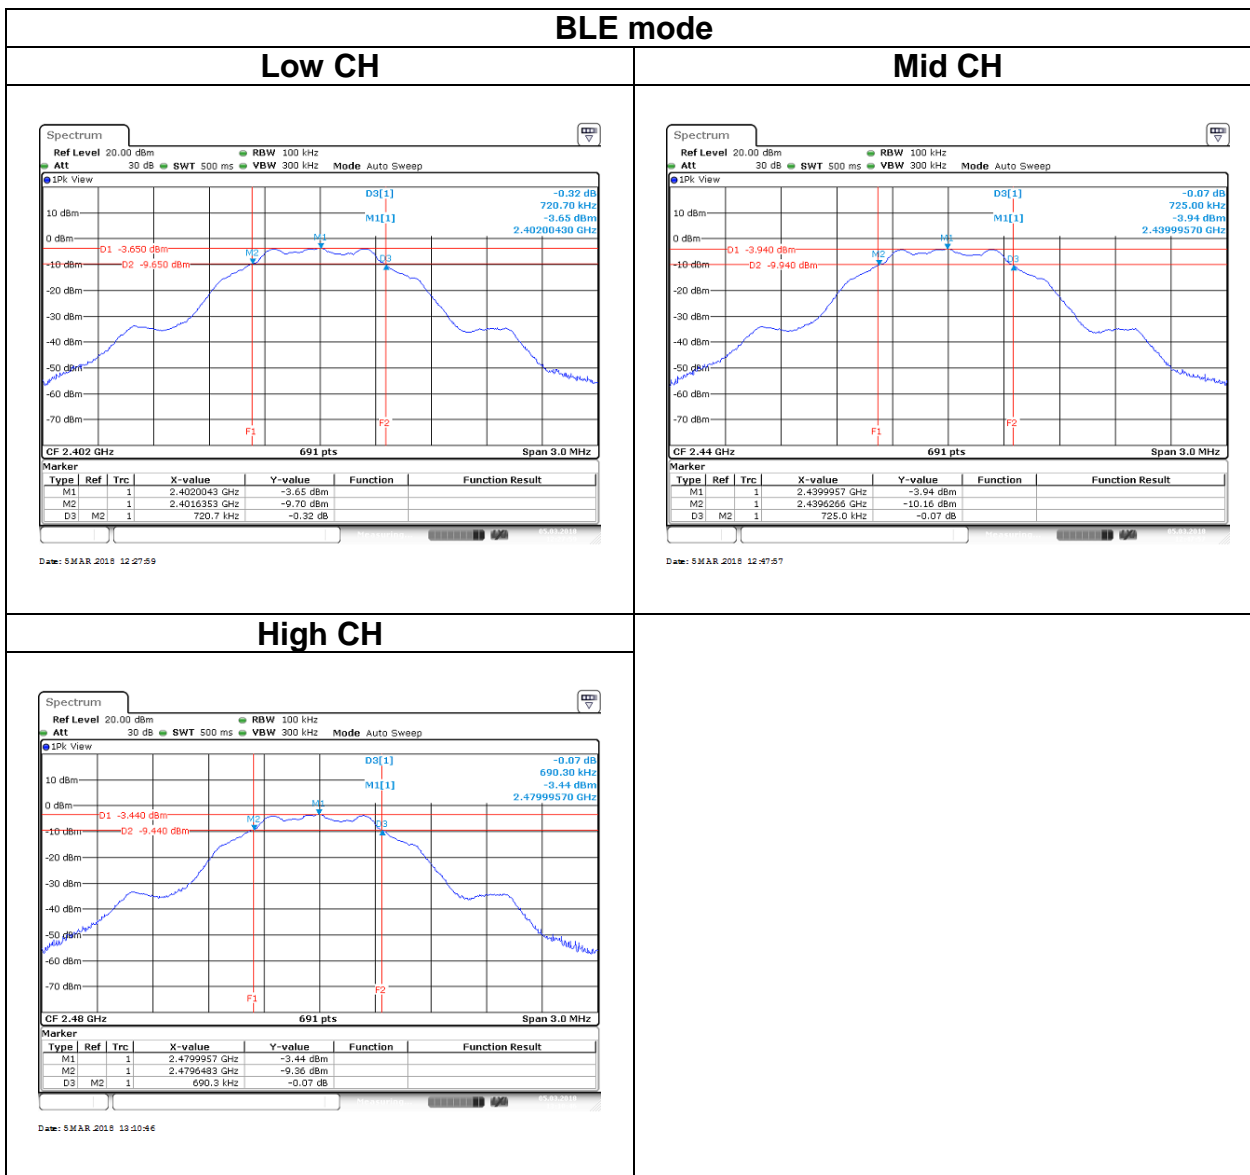 BLE mode
Low CH
Mid CH
Spectrum
Ref Level 20.00 dBm RBW 100 kHz
Att 30 dB SWT 500 ms VBW 300 kHz Mode Auto Sweep
1Pk View
D3[1] -0.32 dB
720.70 kHz
M1[1] -3.65 dBm
2.40200430 GHz
10 dBm
0 dBm
M1
D1 -3.650 dBm
M2
D3
-10 dBm
D2 -9.650 dBm
-20 dBm
-30 dBm
-40 dBm
-50 dBm
-60 dBm
-70 dBm
F1
F2
CF 2.402 GHz 691 pts Span 3.0 MHz
Marker
Type Ref Trc X-value Y-value Function Function Result
M1 1 2.4020043 GHz -3.65 dBm
M2 1 2.4016353 GHz -9.70 dBm
D3 M2 1 720.7 kHz -0.32 dB
Date: 5.MAR.2018 12:27:59
Spectrum
Ref Level 20.00 dBm RBW 100 kHz
Att 30 dB SWT 500 ms VBW 300 kHz Mode Auto Sweep
1Pk View
D3[1] -0.07 dB
725.00 kHz
M1[1] -3.94 dBm
2.43999570 GHz
10 dBm
0 dBm
M1
D1 -3.940 dBm
M2
D3
-10 dBm
D2 -9.940 dBm
-20 dBm
-30 dBm
-40 dBm
-50 dBm
-60 dBm
-70 dBm
F1
F2
CF 2.44 GHz 691 pts Span 3.0 MHz
Marker
Type Ref Trc X-value Y-value Function Function Result
M1 1 2.4399957 GHz -3.94 dBm
M2 1 2.4396266 GHz -10.16 dBm
D3 M2 1 725.0 kHz -0.07 dB
Measuring... 05.03.2018
Date: 5.MAR.2018 12:47:57
High CH
Spectrum
Ref Level 20.00 dBm RBW 100 kHz
Att 30 dB SWT 500 ms VBW 300 kHz Mode Auto Sweep
1Pk View
D3[1] -0.07 dB
690.30 kHz
M1[1] -3.44 dBm
2.47999570 GHz
10 dBm
0 dBm
M1
D1 -3.440 dBm
M2
D3
-10 dBm
D2 -9.440 dBm
-20 dBm
-30 dBm
-40 dBm
-50 dBm
-60 dBm
-70 dBm
F1
F2
CF 2.48 GHz 691 pts Span 3.0 MHz
Marker
Type Ref Trc X-value Y-value Function Function Result
M1 1 2.4799957 GHz -3.44 dBm
M2 1 2.4796483 GHz -9.36 dBm
D3 M2 1 690.3 kHz -0.07 dB
Date: 5.MAR.2018 13:10:46